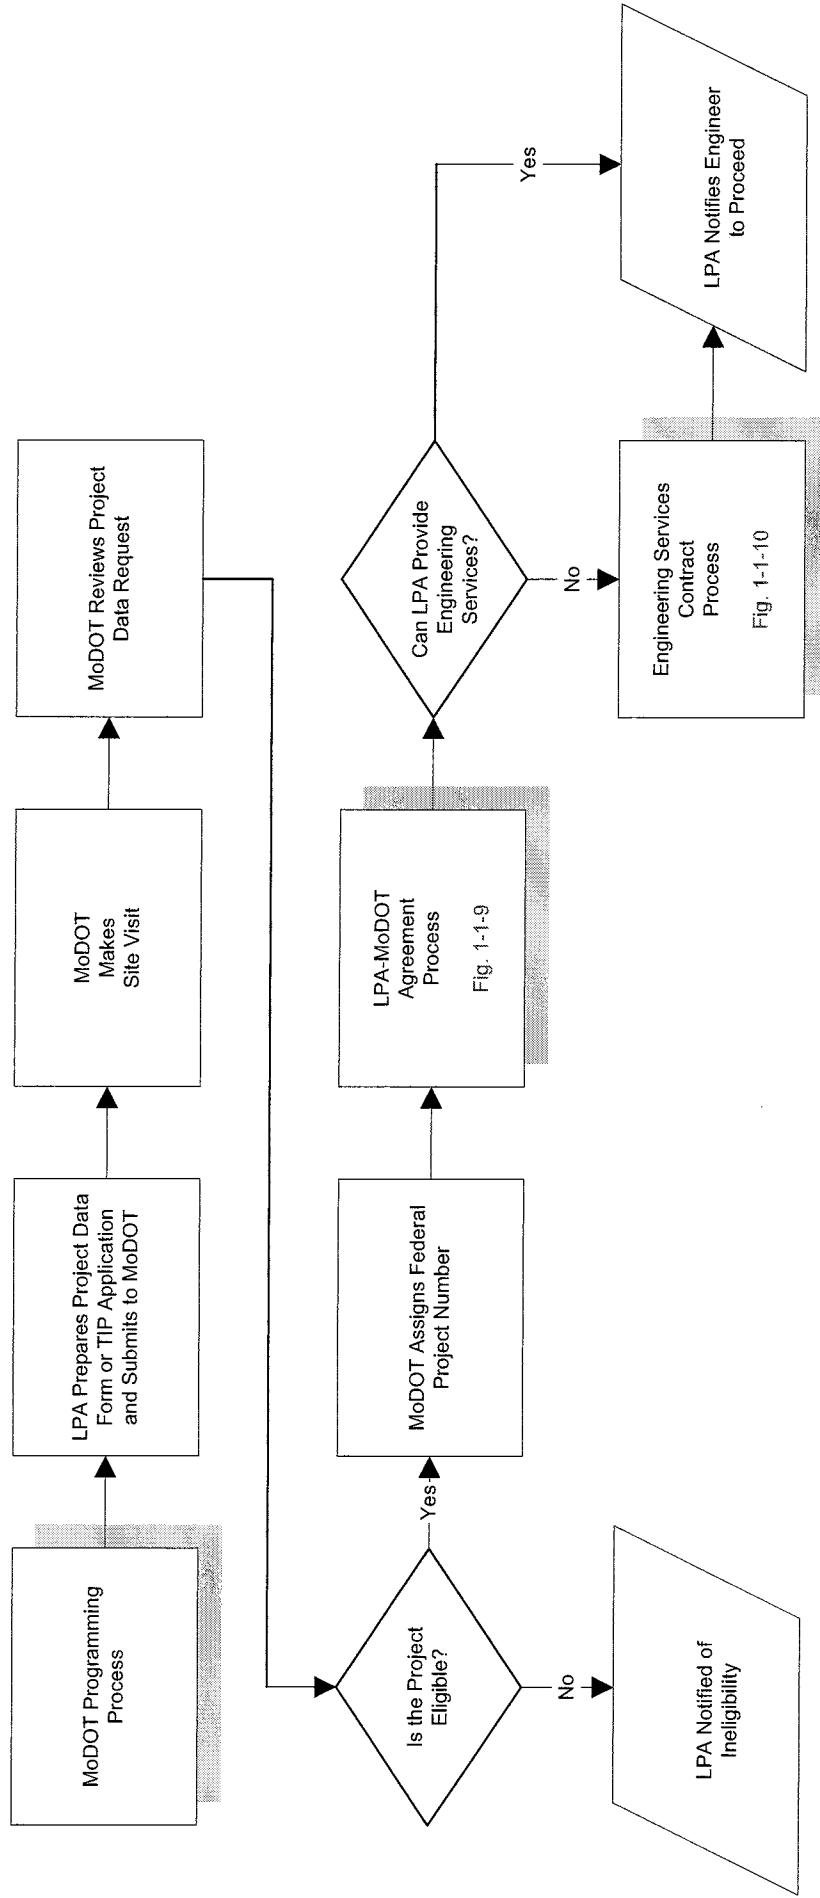 MoDOT Programming
Process
LPA Prepares Project Data
Form or TIP Application
and Submits to MoDOT
MoDOT
Makes
Site Visit
MoDOT Reviews Project
Data Request
Is the Project
Eligible?
Yes
No
LPA Notified of
Ineligibility
MoDOT Assigns Federal
Project Number
LPA-MoDOT
Agreement
Process
Fig. 1-1-9
Can LPA Provide
Engineering
Services?
Yes
No
Engineering Services
Contract
Process
Fig. 1-1-10
LPA Notifies Engineer
to Proceed